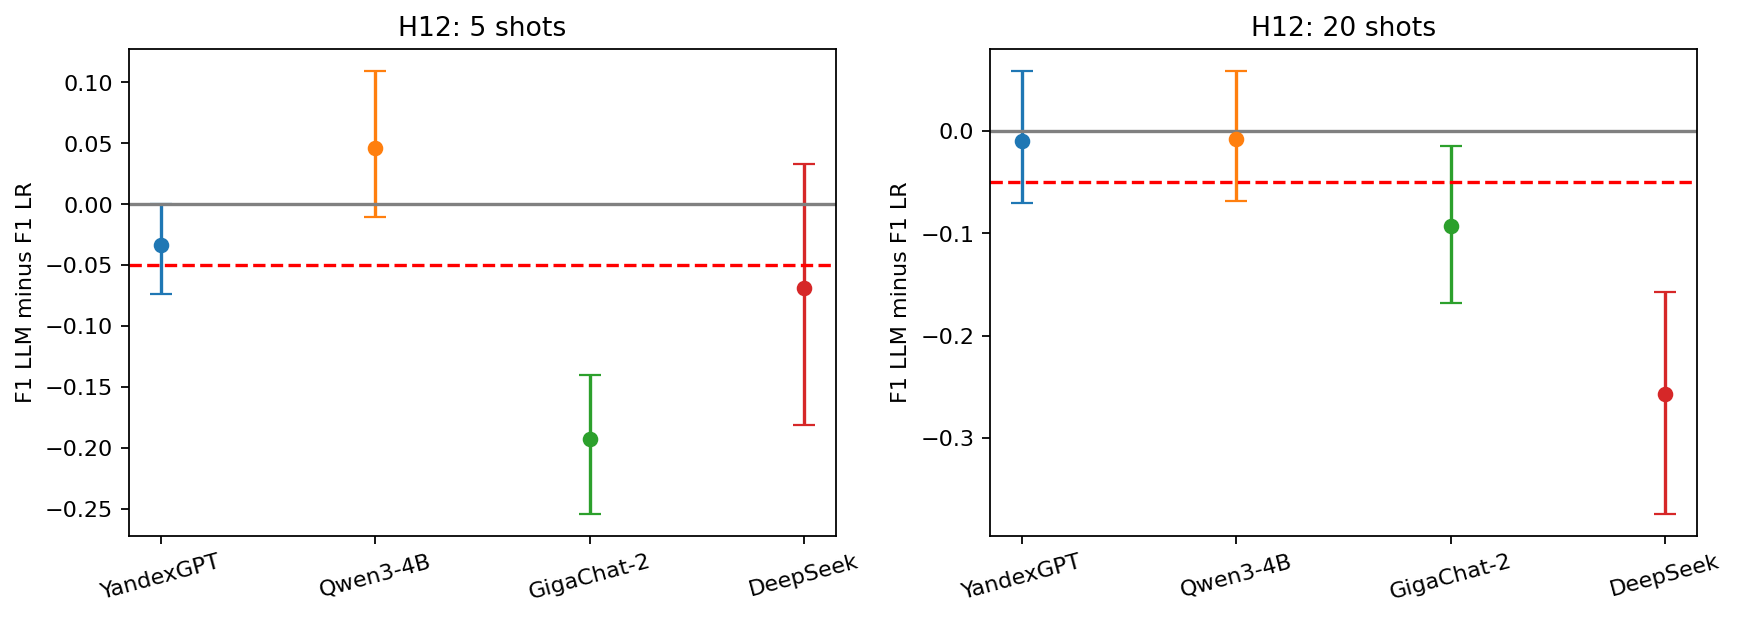 H12: 5 shots
F1 LLM minus F1 LR
0.10
0.05
0.00
−0.05
−0.10
−0.15
−0.20
−0.25
YandexGPT
Qwen3-4B
GigaChat-2
DeepSeek
H12: 20 shots
F1 LLM minus F1 LR
0.0
−0.1
−0.2
−0.3
YandexGPT
Qwen3-4B
GigaChat-2
DeepSeek